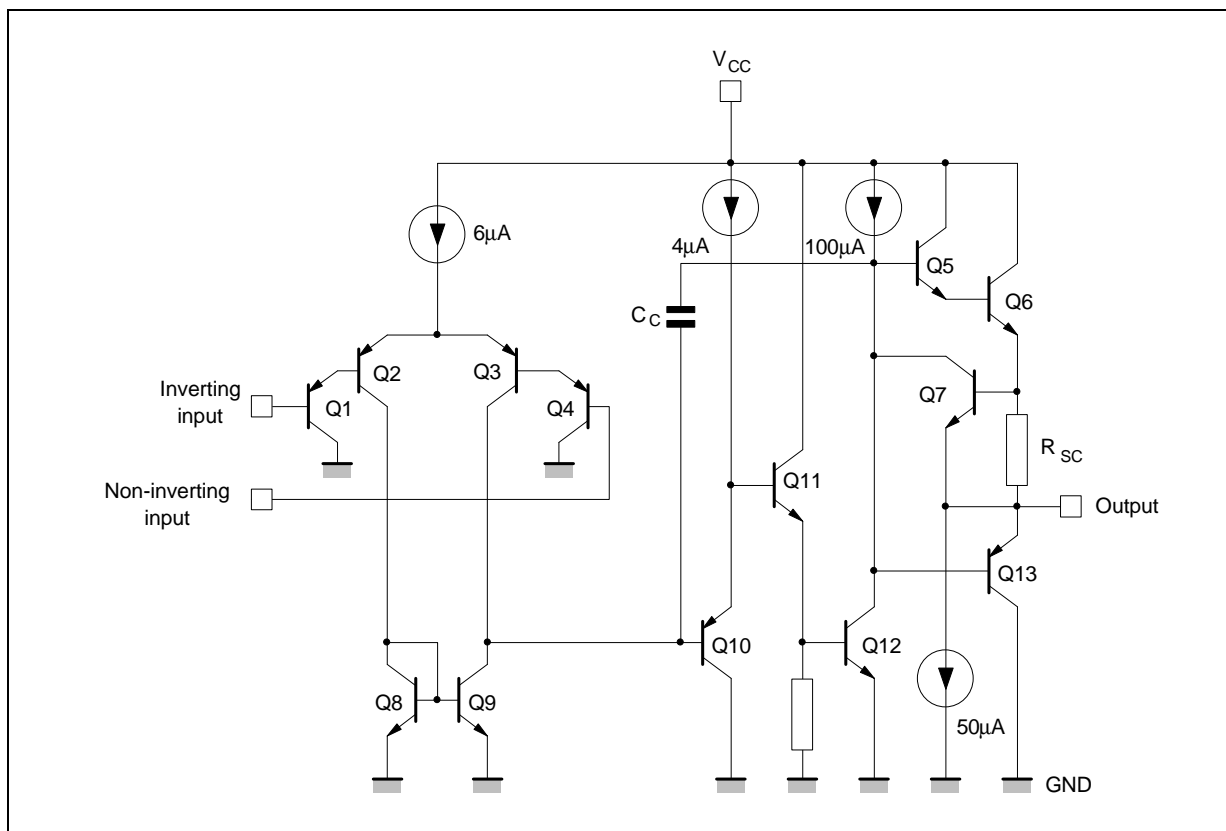 VCC
6µA
4µA
100µA
Q5
Q6
CC
Q2
Q3
Q7
Inverting
input
Q1
Q4
RSC
Non-inverting
input
Q11
Output
Q13
Q10
Q12
Q8
Q9
50µA
GND